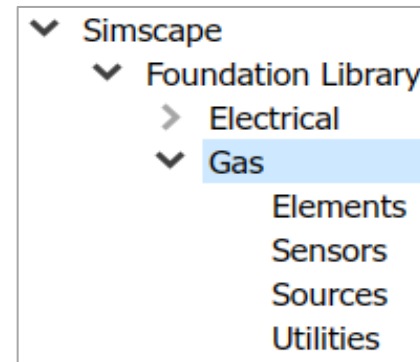 Simscape
Foundation Library
Electrical
Gas
Elements
Sensors
Sources
Utilities